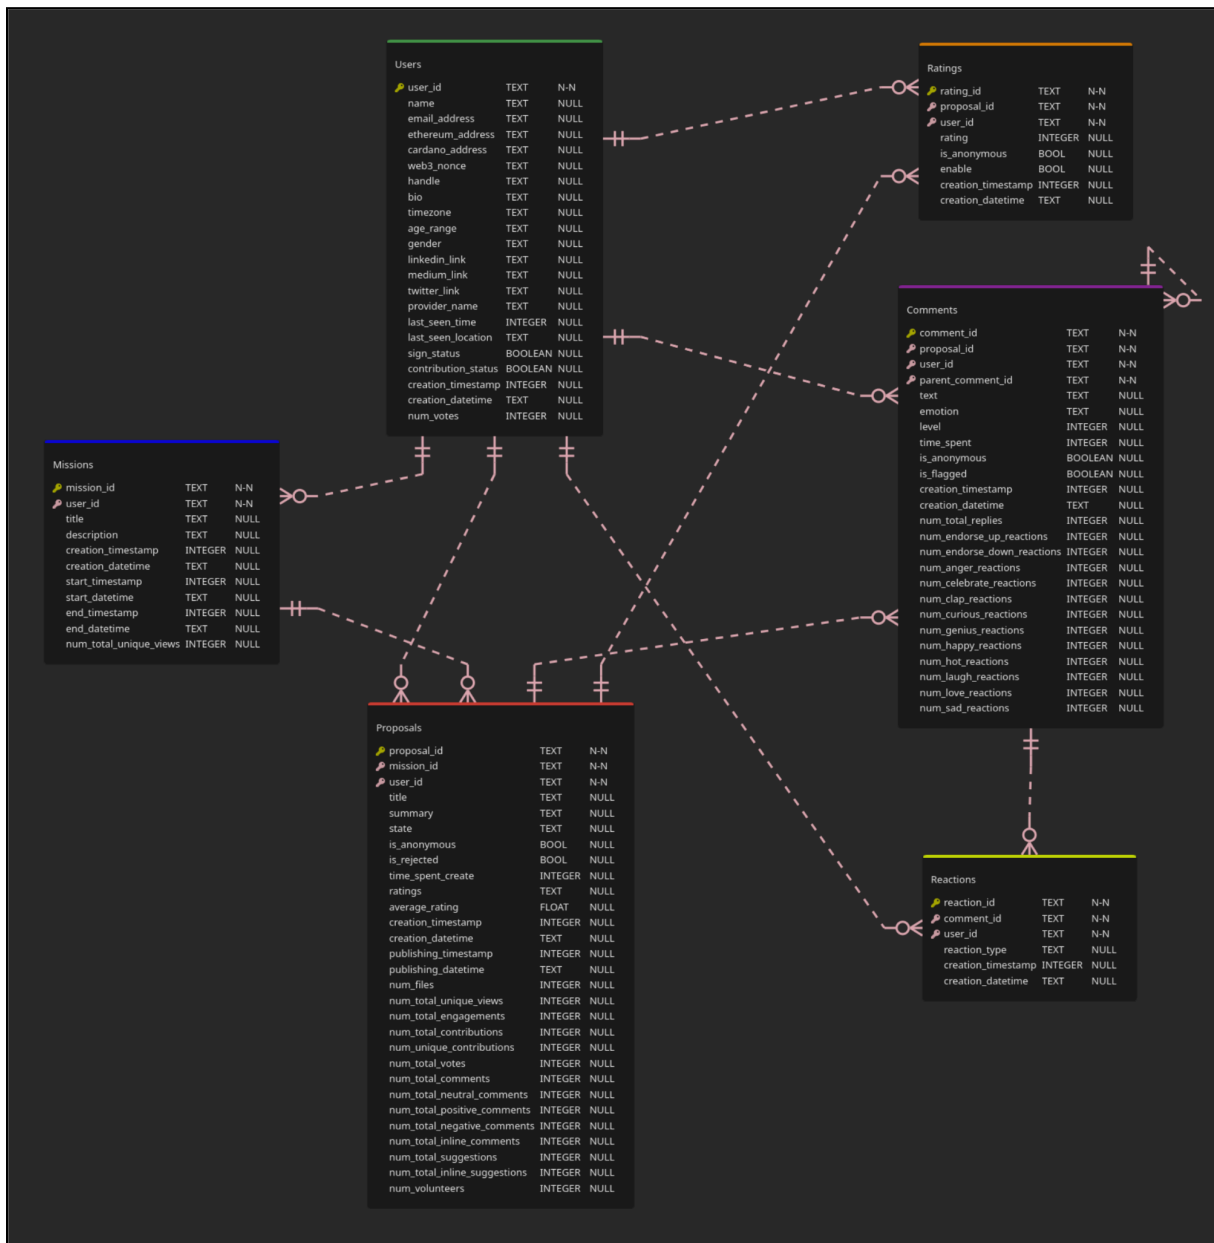 Users
user_id TEXT N-N
name TEXT NULL
email_address TEXT NULL
ethereum_address TEXT NULL
cardano_address TEXT NULL
web3_nonce TEXT NULL
handle TEXT NULL
bio TEXT NULL
timezone TEXT NULL
age_range TEXT NULL
gender TEXT NULL
linkedin_link TEXT NULL
medium_link TEXT NULL
twitter_link TEXT NULL
provider_name TEXT NULL
last_seen_time INTEGER NULL
last_seen_location TEXT NULL
sign_status BOOLEAN NULL
contribution_status BOOLEAN NULL
creation_timestamp INTEGER NULL
creation_datetime TEXT NULL
num_votes INTEGER NULL
Ratings
rating_id TEXT N-N
proposal_id TEXT N-N
user_id TEXT N-N
rating INTEGER NULL
is_anonymous BOOL NULL
enable BOOL NULL
creation_timestamp INTEGER NULL
creation_datetime TEXT NULL
Comments
comment_id TEXT N-N
proposal_id TEXT N-N
user_id TEXT N-N
parent_comment_id TEXT N-N
text TEXT NULL
emotion TEXT NULL
level INTEGER NULL
time_spent INTEGER NULL
is_anonymous BOOLEAN NULL
is_flagged BOOLEAN NULL
creation_timestamp INTEGER NULL
creation_datetime TEXT NULL
num_total_replies INTEGER NULL
num_endorse_up_reactions INTEGER NULL
num_endorse_down_reactions INTEGER NULL
num_anger_reactions INTEGER NULL
num_celebrate_reactions INTEGER NULL
num_clap_reactions INTEGER NULL
num_curious_reactions INTEGER NULL
num_genius_reactions INTEGER NULL
num_happy_reactions INTEGER NULL
num_hot_reactions INTEGER NULL
num_laugh_reactions INTEGER NULL
num_love_reactions INTEGER NULL
num_sad_reactions INTEGER NULL
Missions
mission_id TEXT N-N
user_id TEXT N-N
title TEXT NULL
description TEXT NULL
creation_timestamp INTEGER NULL
creation_datetime TEXT NULL
start_timestamp INTEGER NULL
start_datetime TEXT NULL
end_timestamp INTEGER NULL
end_datetime TEXT NULL
num_total_unique_views INTEGER NULL
Proposals
proposal_id TEXT N-N
mission_id TEXT N-N
user_id TEXT N-N
title TEXT NULL
summary TEXT NULL
state TEXT NULL
is_anonymous BOOL NULL
is_rejected BOOL NULL
time_spent_create INTEGER NULL
ratings TEXT NULL
average_rating FLOAT NULL
creation_timestamp INTEGER NULL
creation_datetime TEXT NULL
publishing_timestamp INTEGER NULL
publishing_datetime TEXT NULL
num_files INTEGER NULL
num_total_unique_views INTEGER NULL
num_total_engagements INTEGER NULL
num_total_contributions INTEGER NULL
num_unique_contributions INTEGER NULL
num_total_votes INTEGER NULL
num_total_comments INTEGER NULL
num_total_neutral_comments INTEGER NULL
num_total_positive_comments INTEGER NULL
num_total_negative_comments INTEGER NULL
num_total_inline_comments INTEGER NULL
num_total_suggestions INTEGER NULL
num_total_inline_suggestions INTEGER NULL
num_volunteers INTEGER NULL
Reactions
reaction_id TEXT N-N
comment_id TEXT N-N
user_id TEXT N-N
reaction_type TEXT NULL
creation_timestamp INTEGER NULL
creation_datetime TEXT NULL